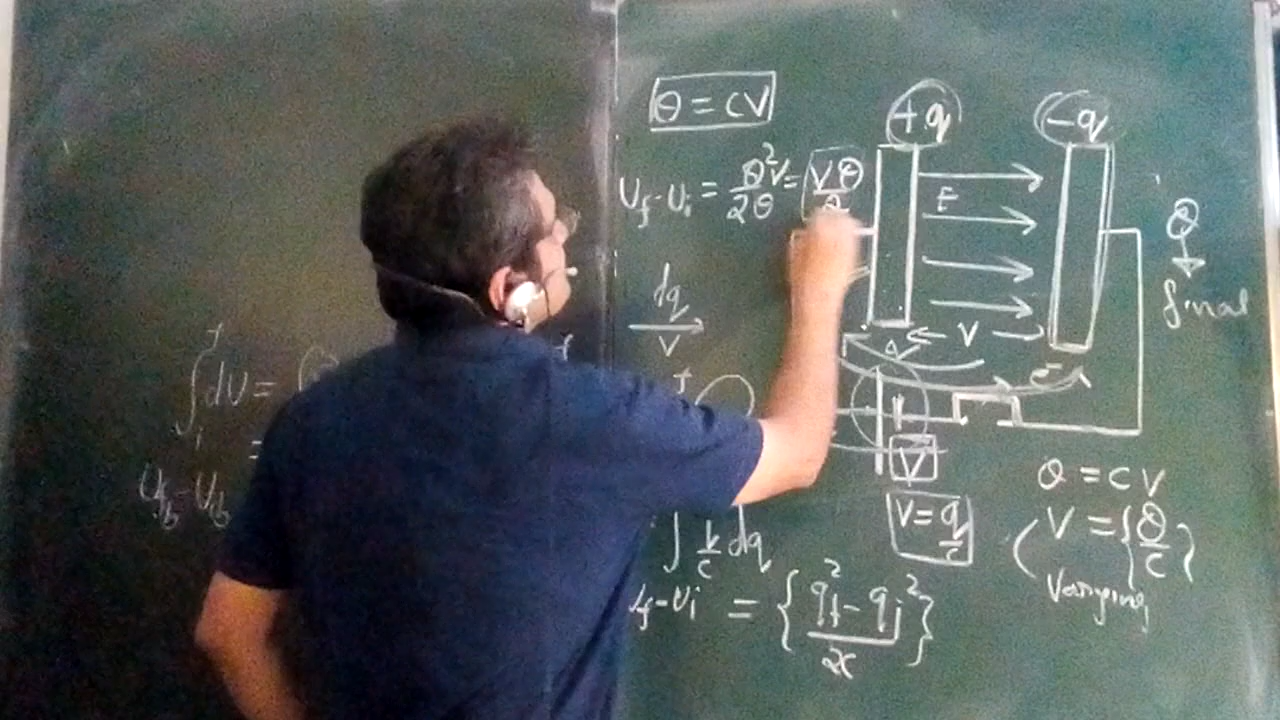 ∫dU =
=
U_f - U_i
Q = CV
U_f - U_i = Q²V/2Q = VQ/2
dq
V
+q
-q
E
V
Q
↓
final
V
V = q/c
∫ q/c dq
U_f - U_i = {q_f² - q_i²/2C}
Q = CV
(V = {Q/C}
Varying